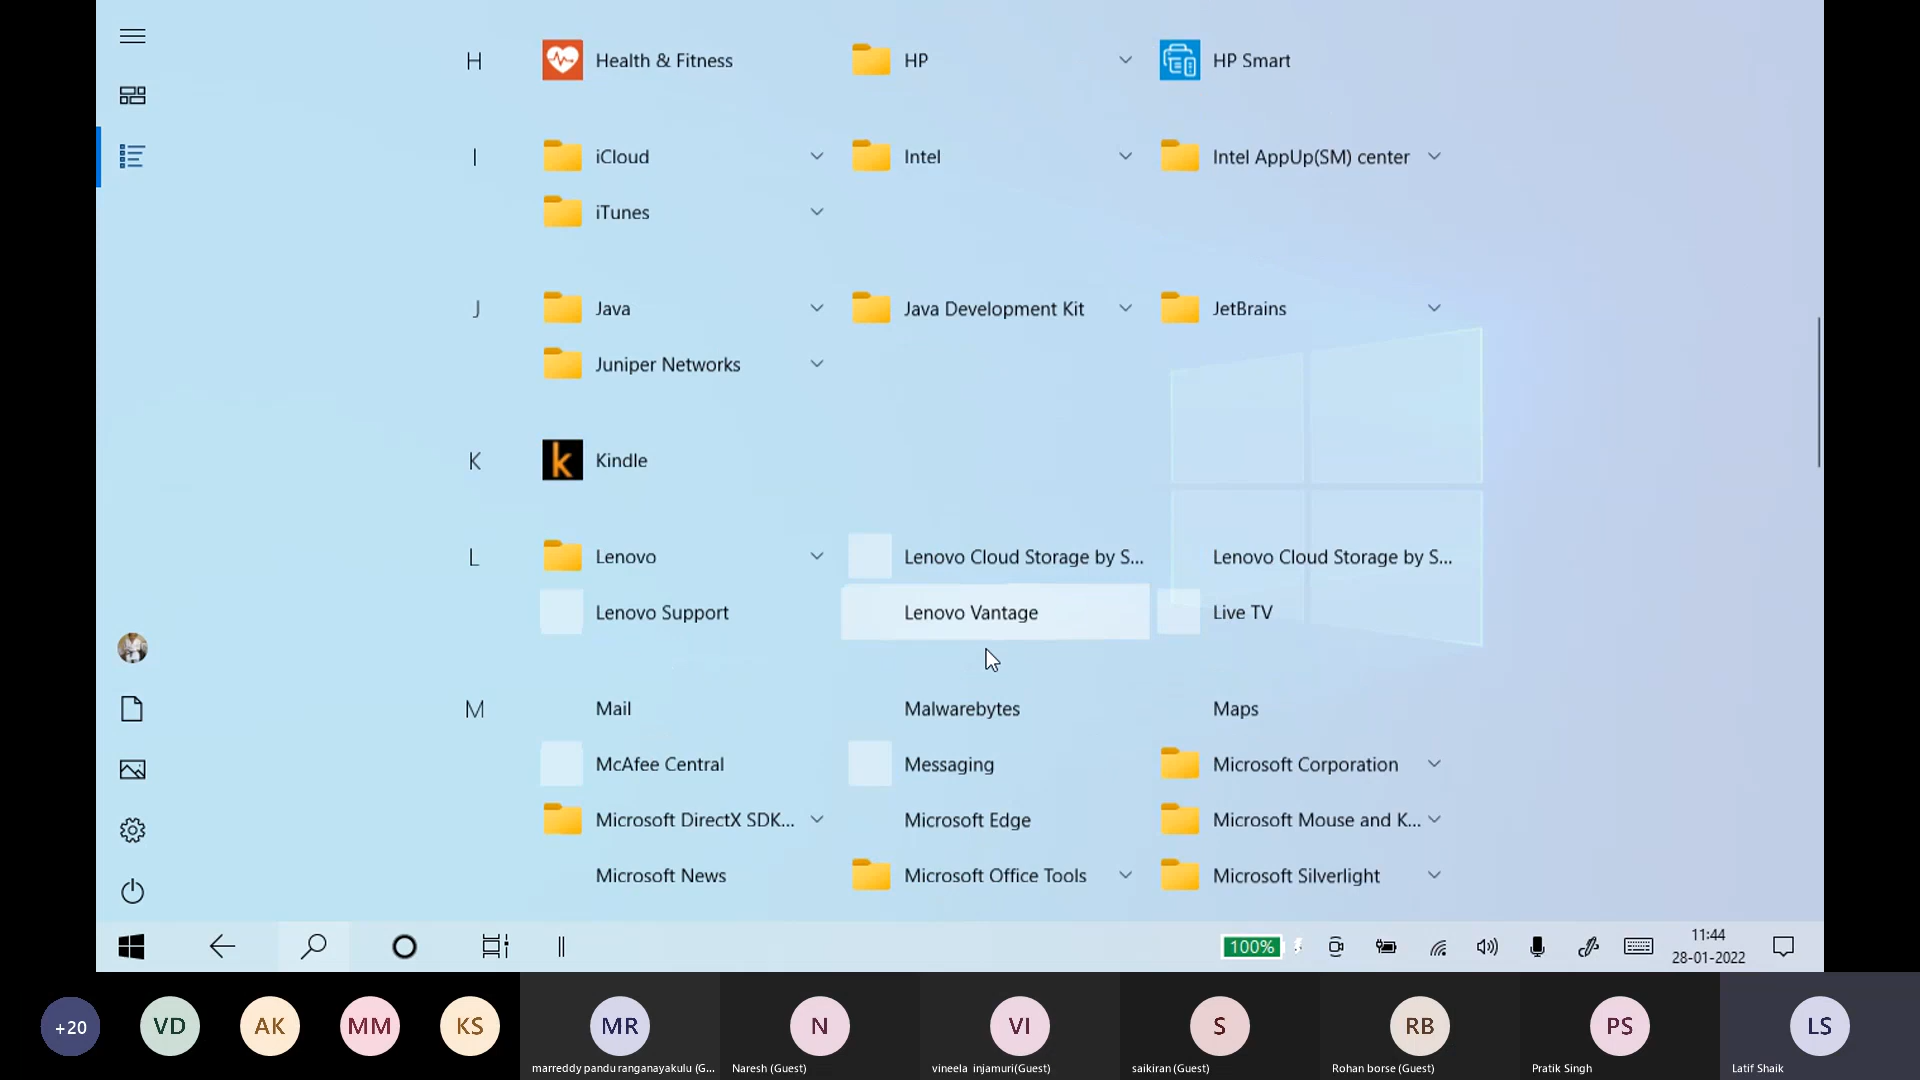 H Health & Fitness HP HP Smart
I iCloud Intel Intel AppUp(SM) center
iTunes
J Java Java Development Kit JetBrains
Juniper Networks
K k Kindle
L Lenovo Lenovo Cloud Storage by S... Lenovo Cloud Storage by S...
Lenovo Support Lenovo Vantage Live TV
M Mail Malwarebytes Maps
McAfee Central Messaging Microsoft Corporation
Microsoft DirectX SDK... Microsoft Edge Microsoft Mouse and K...
Microsoft News Microsoft Office Tools Microsoft Silverlight
100% 11:44
28-01-2022
+20 VD AK MM KS MR N VI S RB PS LS
marreddy pandu ranganayakulu (G... Naresh (Guest) vineela injamuri(Guest) saikiran (Guest) Rohan borse (Guest) Pratik Singh Latif Shaik